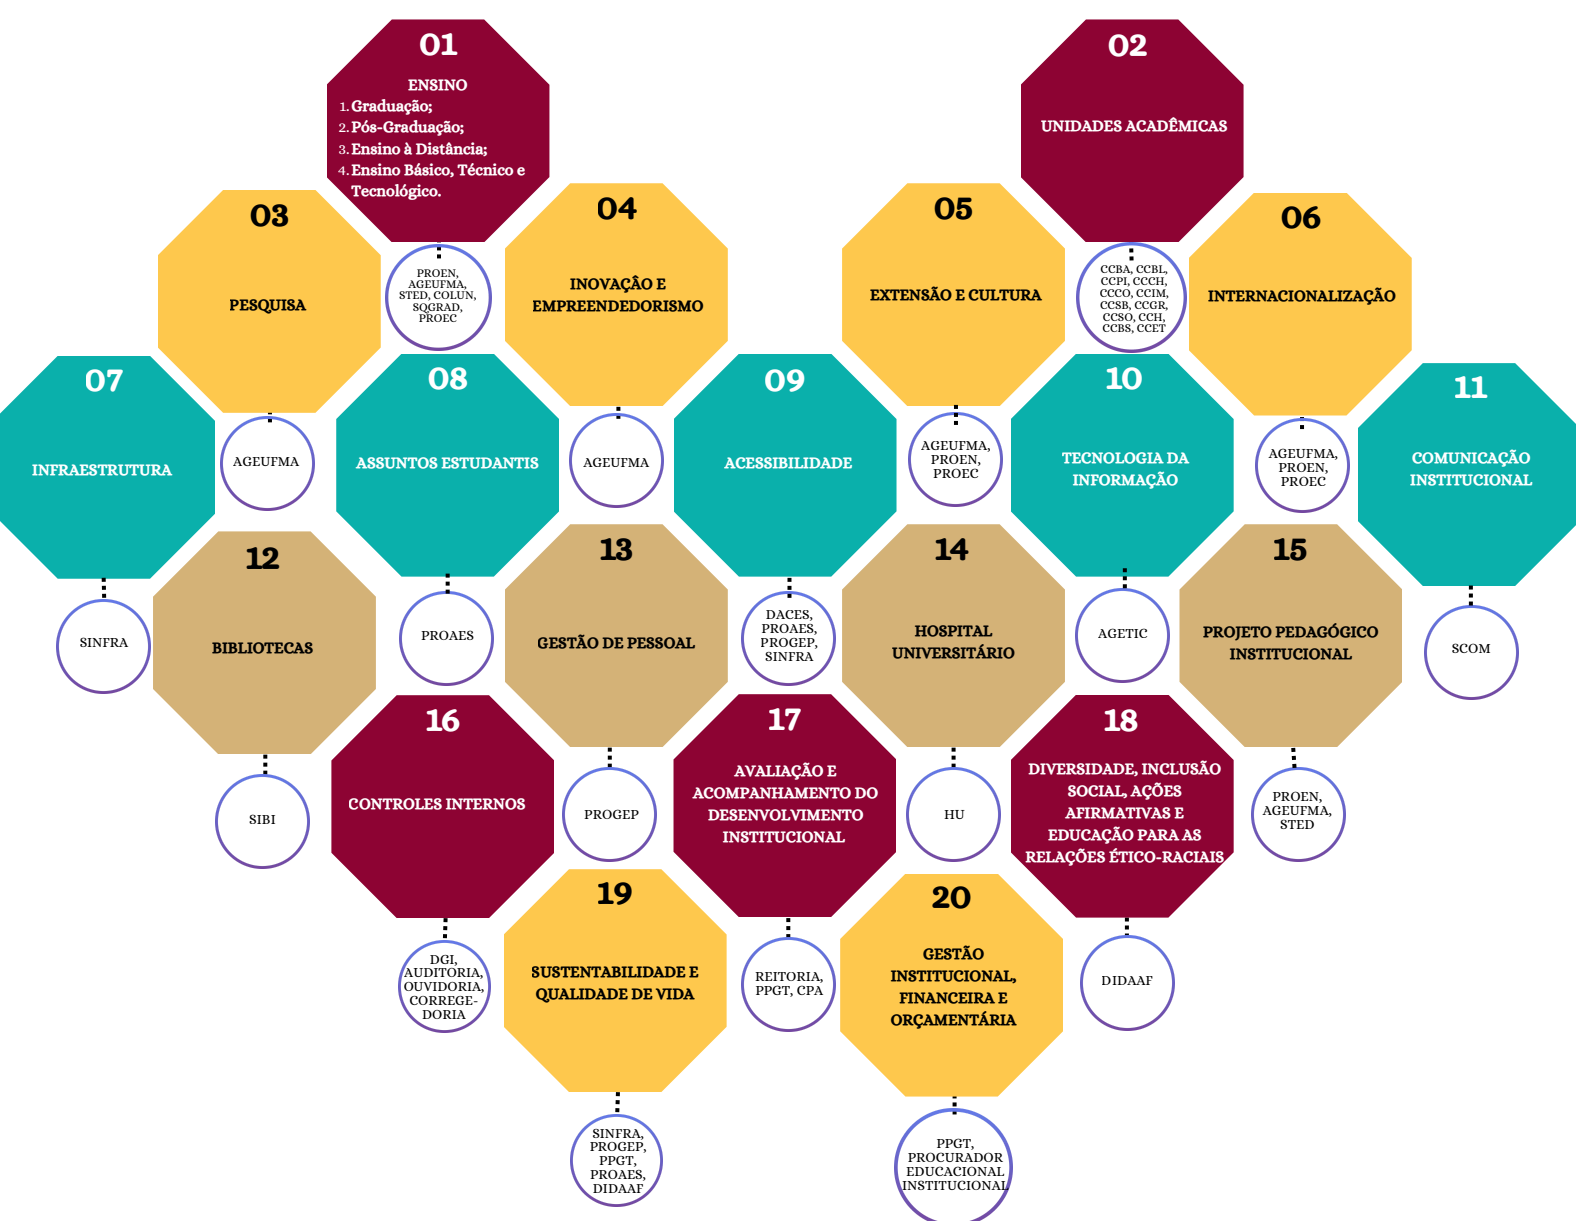 01
ENSINO
1. Graduação;
2. Pós-Graduação;
3. Ensino à Distância;
4. Ensino Básico, Técnico e
Tecnológico.
PROEN,
AGEUFMA,
STED, COLUN,
SQGRAD,
PROEC
02
UNIDADES ACADÊMICAS
CCBA, CCBL,
CCPI, CCCH,
CCCO, CCIM,
CCSB, CCGR,
CCSO, CCH,
CCBS, CCET
03
PESQUISA
AGEUFMA
04
INOVAÇÂO E
EMPREENDEDORISMO
AGEUFMA
05
EXTENSÃO E CULTURA
AGEUFMA,
PROEN,
PROEC
06
INTERNACIONALIZAÇÃO
AGEUFMA,
PROEN,
PROEC
07
INFRAESTRUTURA
SINFRA
08
ASSUNTOS ESTUDANTIS
PROAES
09
ACESSIBILIDADE
DACES,
PROAES,
PROGEP,
SINFRA
10
TECNOLOGIA DA
INFORMAÇÃO
AGETIC
11
COMUNICAÇÃO
INSTITUCIONAL
SCOM
12
BIBLIOTECAS
SIBI
13
GESTÃO DE PESSOAL
PROGEP
14
HOSPITAL
UNIVERSITÁRIO
HU
15
PROJETO PEDAGÓGICO
INSTITUCIONAL
PROEN,
AGEUFMA,
STED
16
CONTROLES INTERNOS
DGI,
AUDITORIA,
OUVIDORIA,
CORREGE-
DORIA
17
AVALIAÇÃO E
ACOMPANHAMENTO DO
DESENVOLVIMENTO
INSTITUCIONAL
REITORIA,
PPGT, CPA
18
DIVERSIDADE, INCLUSÃO
SOCIAL, AÇÕES
AFIRMATIVAS E
EDUCAÇÃO PARA AS
RELAÇÕES ÉTICO-RACIAIS
DIDAAF
19
SUSTENTABILIDADE E
QUALIDADE DE VIDA
SINFRA,
PROGEP,
PPGT,
PROAES,
DIDAAF
20
GESTÃO
INSTITUCIONAL,
FINANCEIRA E
ORÇAMENTÁRIA
PPGT,
PROCURADOR
EDUCACIONAL
INSTITUCIONAL